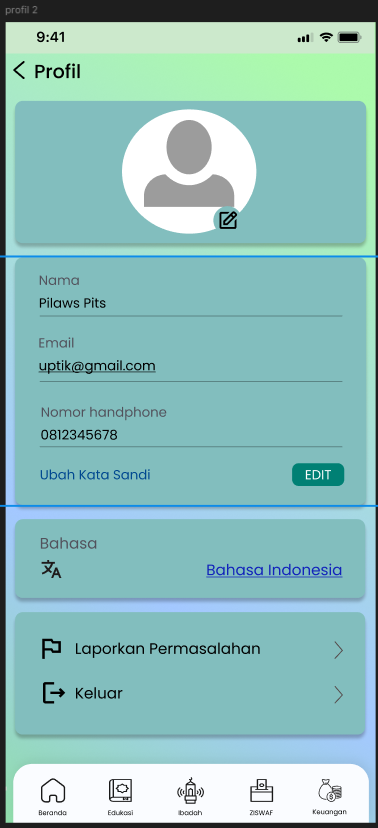 profil 2
9:41
Profil
Nama
Pilaws Pits
Email
uptik@gmail.com
Nomor handphone
0812345678
Ubah Kata Sandi EDIT
Bahasa
Bahasa Indonesia
Laporkan Permasalahan
Keluar
Beranda Edukasi Ibadah ZISWAF Keuangan